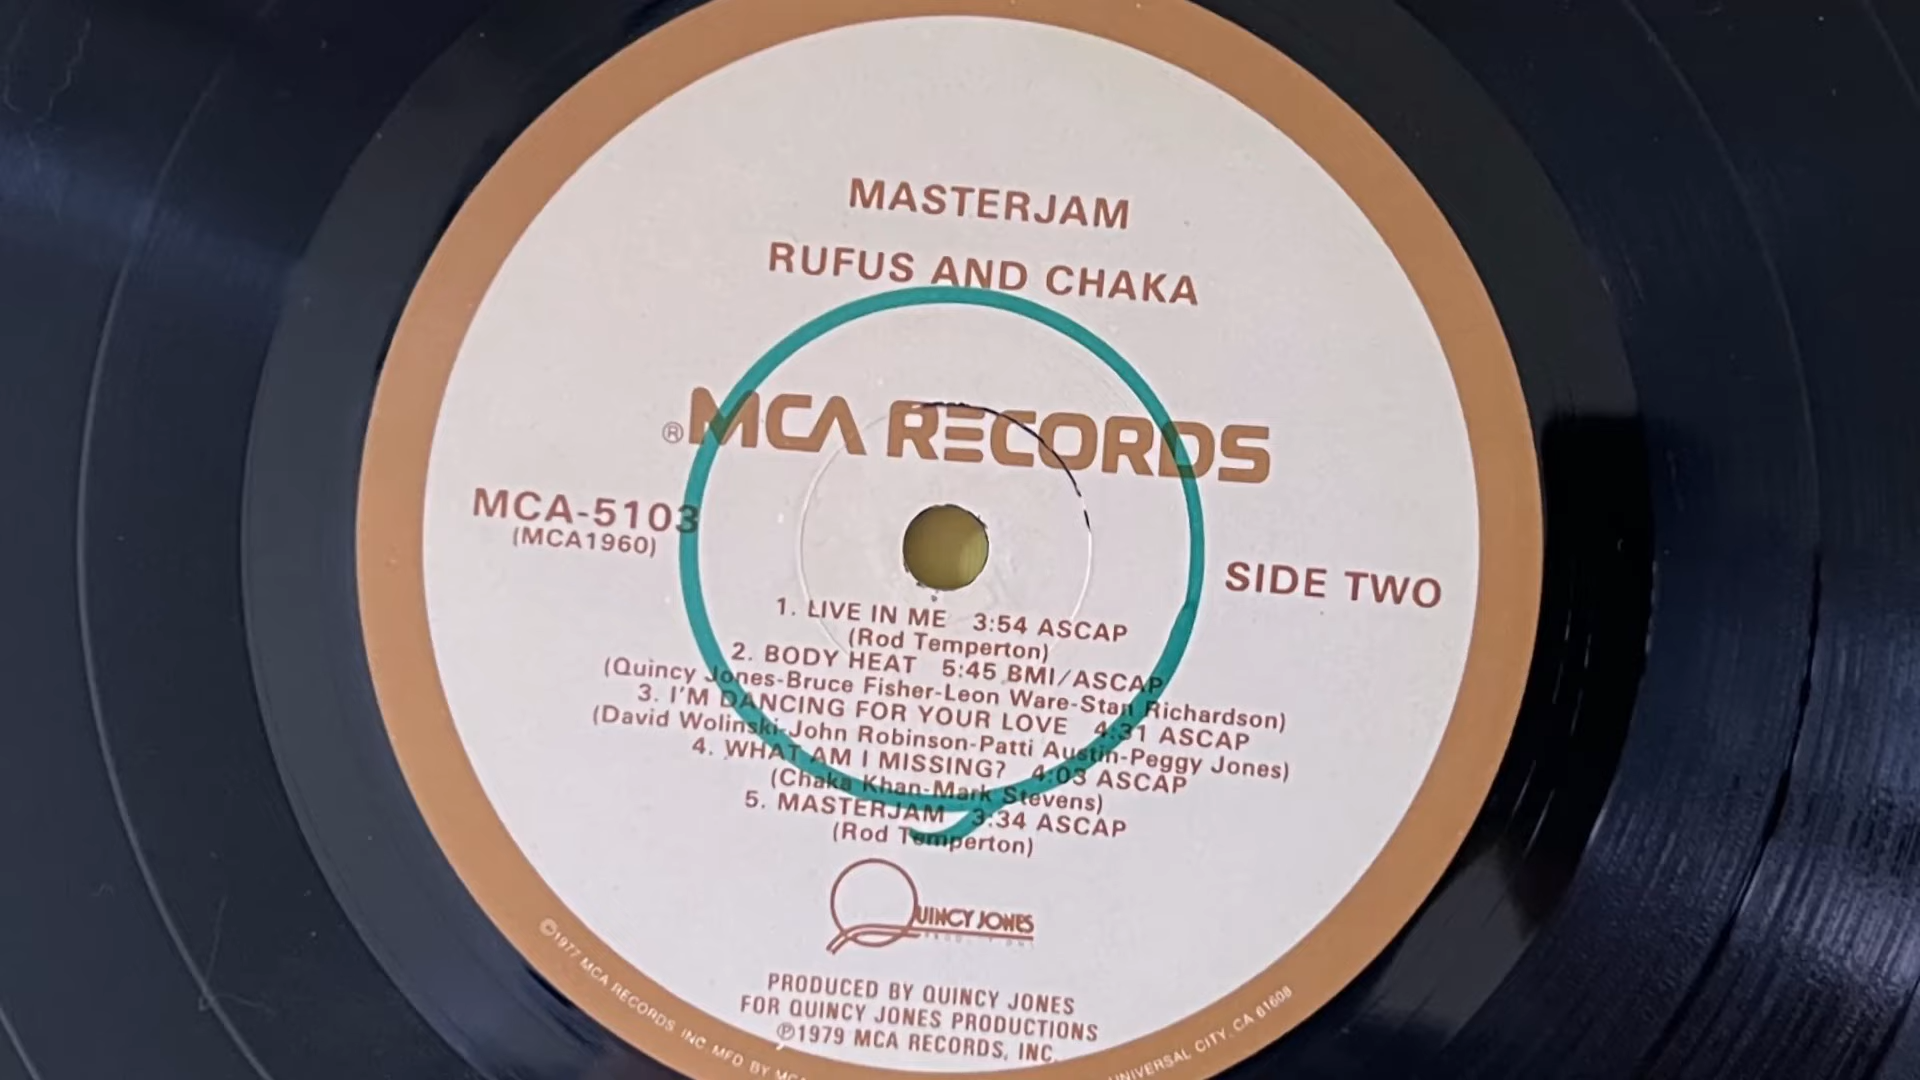 MASTERJAM
RUFUS AND CHAKA
®MCA RECORDS
MCA-5103
(MCA1960)
SIDE TWO
1. LIVE IN ME 3:54 ASCAP
(Rod Temperton)
2. BODY HEAT 5:45 BMI/ASCAP
(Quincy Jones-Bruce Fisher-Leon Ware-Stan Richardson)
3. I'M DANCING FOR YOUR LOVE 4:31 ASCAP
(David Wolinski-John Robinson-Patti Austin-Peggy Jones)
4. WHAT AM I MISSING? 4:03 ASCAP
(Chaka Khan-Mark Stevens)
5. MASTERJAM 3:34 ASCAP
(Rod Temperton)
QUINCY JONES
PRODUCTIONS
PRODUCED BY QUINCY JONES
FOR QUINCY JONES PRODUCTIONS
℗1979 MCA RECORDS, INC.
©1977 MCA RECORDS, INC. MFD. BY MCA
UNIVERSAL CITY, CA 61608